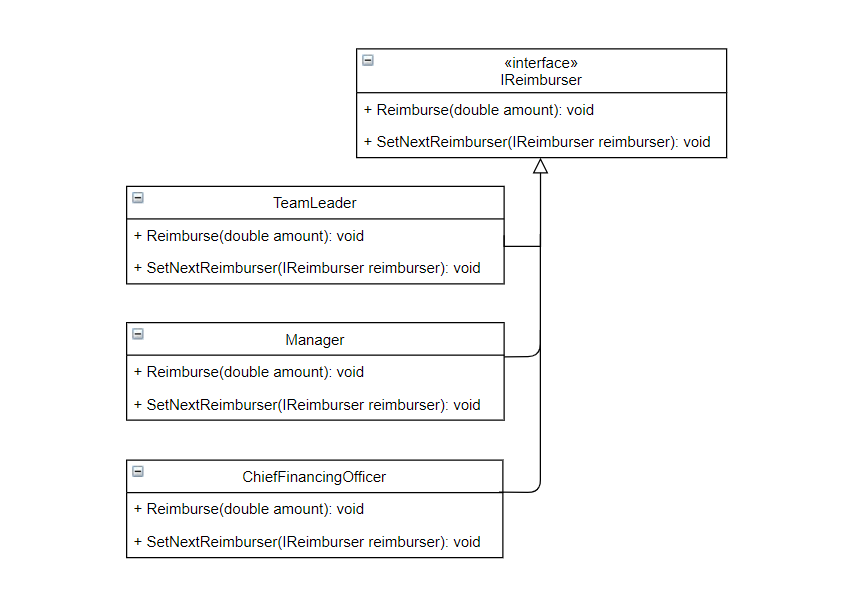 «interface»
IReimburser
+ Reimburse(double amount): void
+ SetNextReimburser(IReimburser reimburser): void
TeamLeader
+ Reimburse(double amount): void
+ SetNextReimburser(IReimburser reimburser): void
Manager
+ Reimburse(double amount): void
+ SetNextReimburser(IReimburser reimburser): void
ChiefFinancingOfficer
+ Reimburse(double amount): void
+ SetNextReimburser(IReimburser reimburser): void